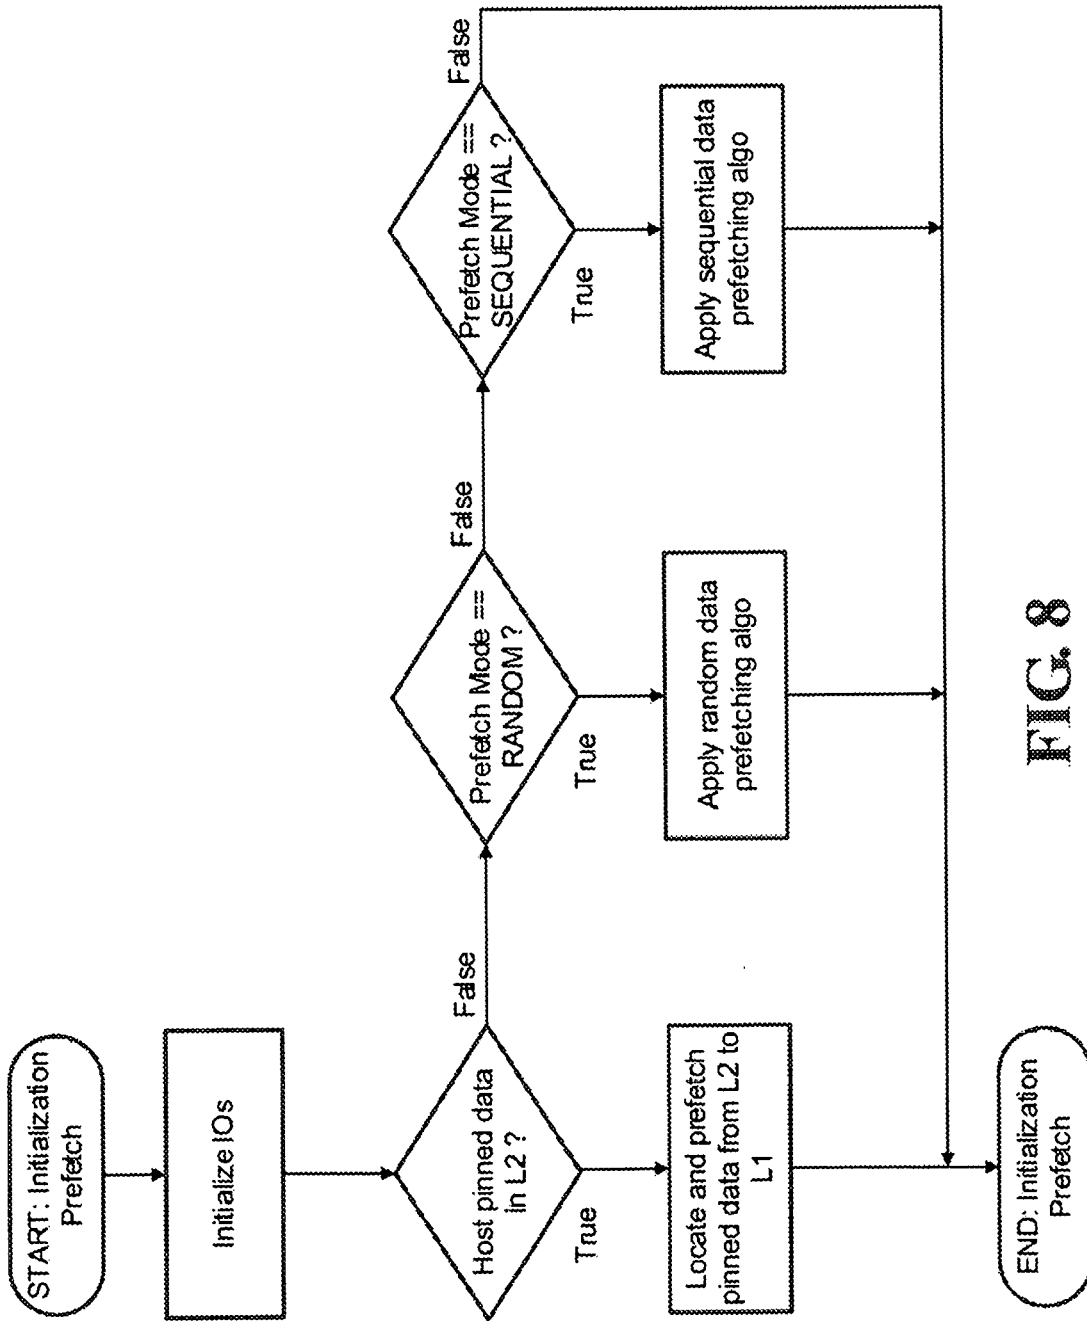 START: Initialization
Prefetch
Initialize IOs
Host pinned data
in L2 ?
False
True
Locate and prefetch
pinned data from L2 to
L1
Prefetch Mode ==
RANDOM ?
False
True
Apply random data
prefetching algo
Prefetch Mode ==
SEQUENTIAL ?
False
True
Apply sequential data
prefetching algo
END: Initialization
Prefetch
FIG. 8